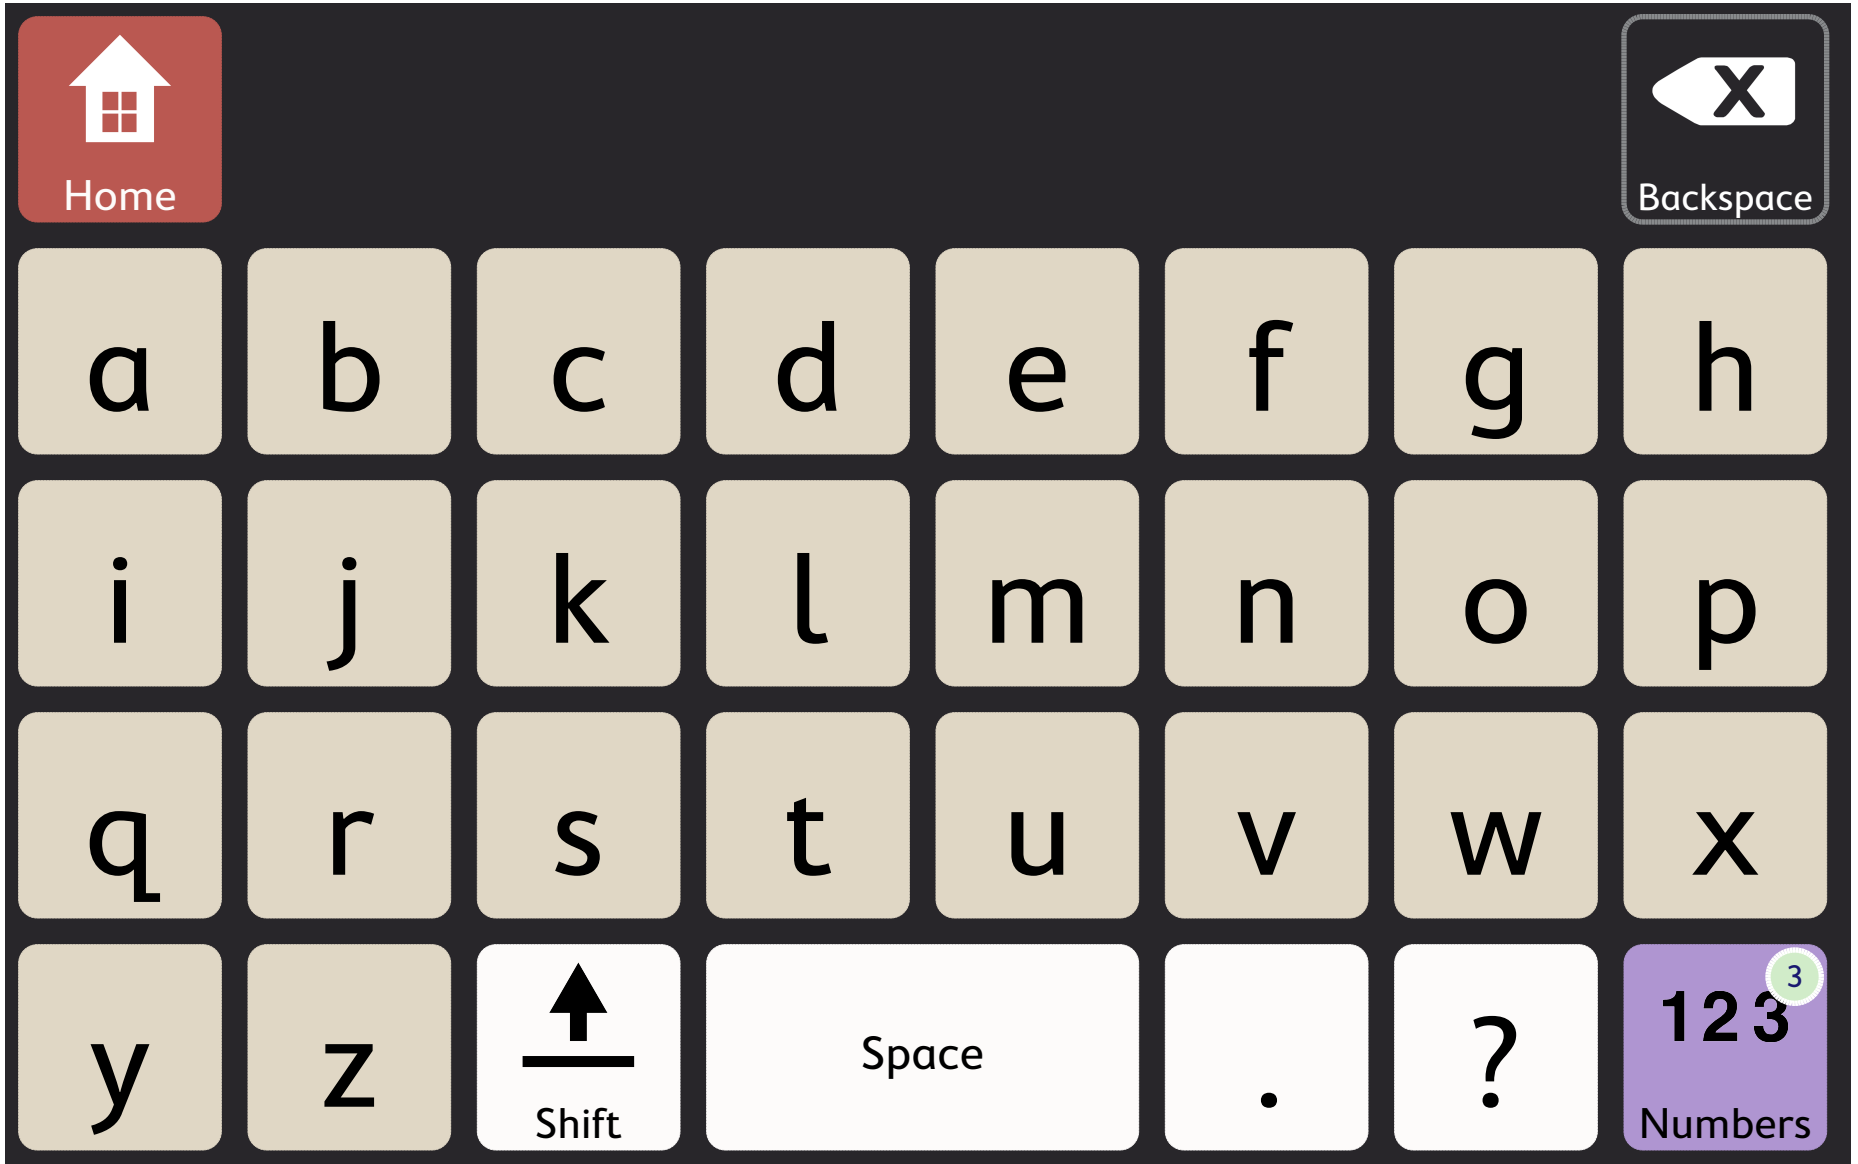 Home X Backspace
a b c d e f g h
i j k l m n o p
q r s t u v w x
y z Shift Space . ? 123 3 Numbers